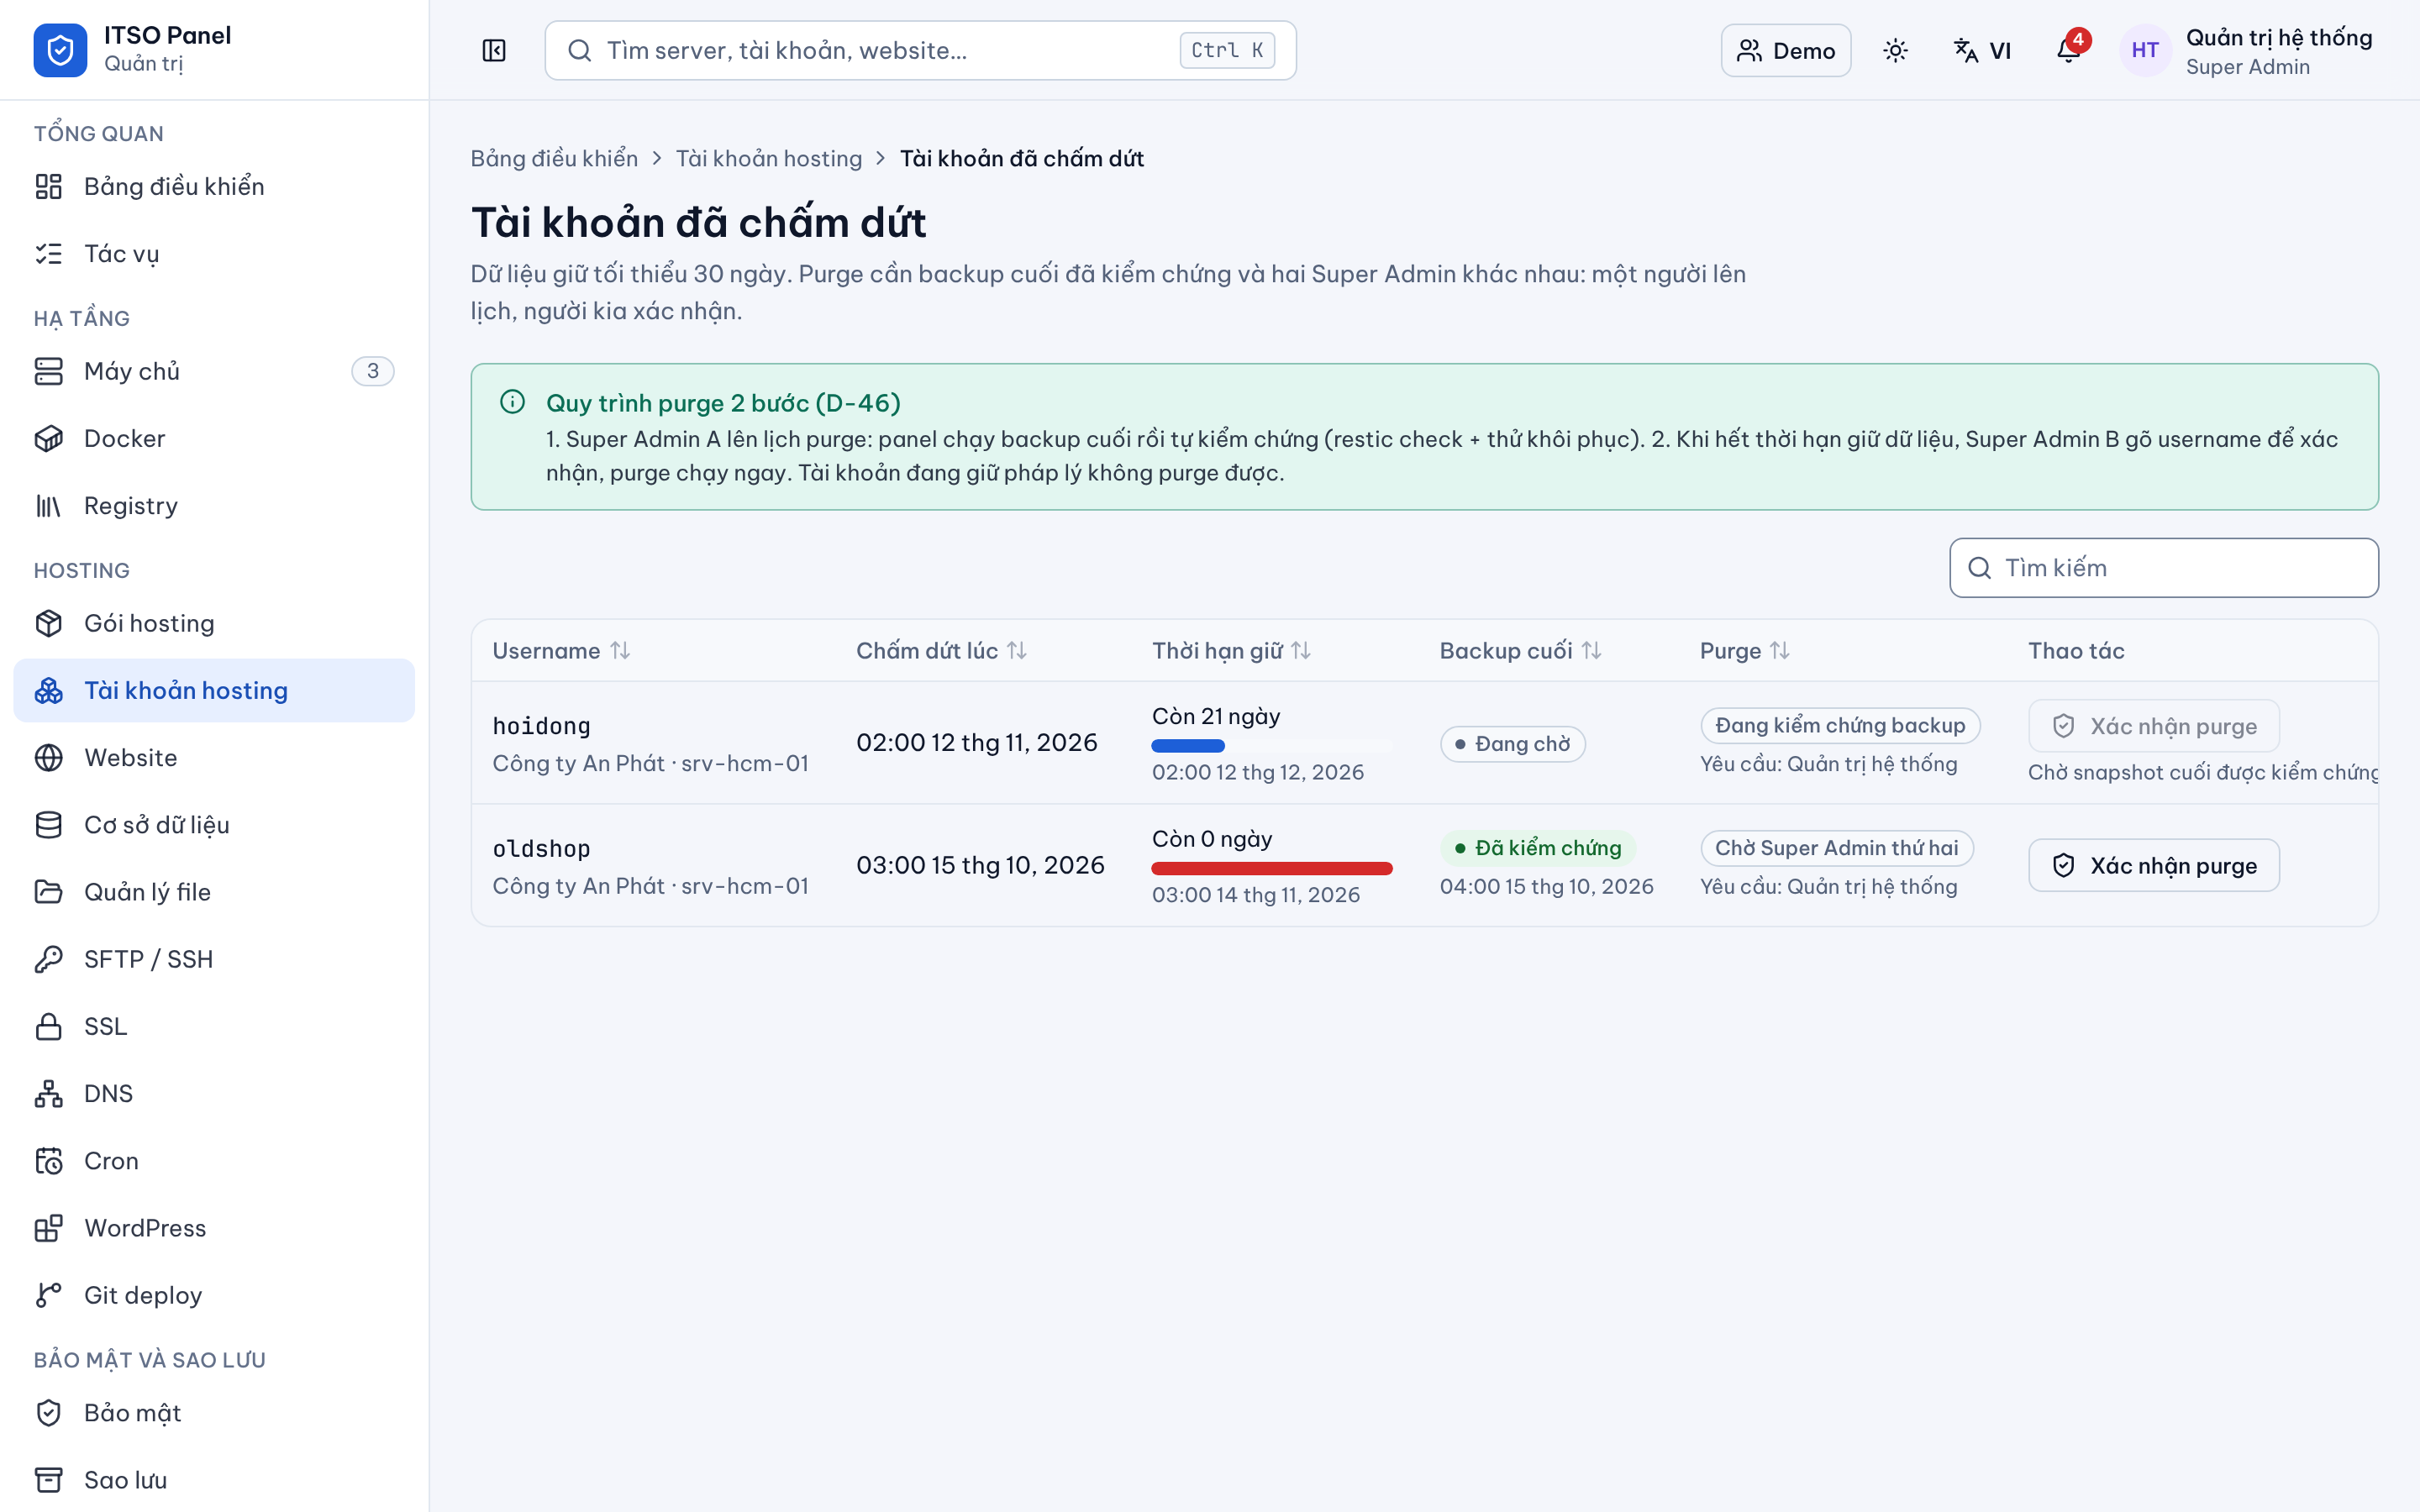 ITSO Panel
Quản trị
Tìm server, tài khoản, website...
Ctrl K
Demo
VI
4
HT
Quản trị hệ thống
Super Admin
TỔNG QUAN
Bảng điều khiển
Tác vụ
HẠ TẦNG
Máy chủ
3
Docker
Registry
HOSTING
Gói hosting
Tài khoản hosting
Website
Cơ sở dữ liệu
Quản lý file
SFTP / SSH
SSL
DNS
Cron
WordPress
Git deploy
BẢO MẬT VÀ SAO LƯU
Bảo mật
Sao lưu
Bảng điều khiển > Tài khoản hosting > Tài khoản đã chấm dứt
Tài khoản đã chấm dứt
Dữ liệu giữ tối thiểu 30 ngày. Purge cần backup cuối đã kiểm chứng và hai Super Admin khác nhau: một người lên
lịch, người kia xác nhận.
Quy trình purge 2 bước (D-46)
1. Super Admin A lên lịch purge: panel chạy backup cuối rồi tự kiểm chứng (restic check + thử khôi phục). 2. Khi hết thời hạn giữ dữ liệu, Super Admin B gõ username để xác
nhận, purge chạy ngay. Tài khoản đang giữ pháp lý không purge được.
Tìm kiếm
Username
Chấm dứt lúc
Thời hạn giữ
Backup cuối
Purge
Thao tác
hoidong
Công ty An Phát · srv-hcm-01
02:00 12 thg 11, 2026
Còn 21 ngày
02:00 12 thg 12, 2026
Đang chờ
Đang kiểm chứng backup
Yêu cầu: Quản trị hệ thống
Xác nhận purge
Chờ snapshot cuối được kiểm chứng
oldshop
Công ty An Phát · srv-hcm-01
03:00 15 thg 10, 2026
Còn 0 ngày
03:00 14 thg 11, 2026
Đã kiểm chứng
04:00 15 thg 10, 2026
Chờ Super Admin thứ hai
Yêu cầu: Quản trị hệ thống
Xác nhận purge